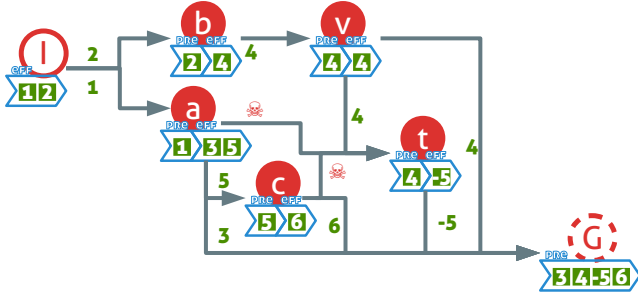 I
eff
1 2
2
1
b
pre eff
2 4
4
v
pre eff
4 4
a
pre eff
1 3 5
4
t
pre eff
4 -5
4
5
c
pre eff
5 6
3
6
-5
G
pre
3 4 -5 6